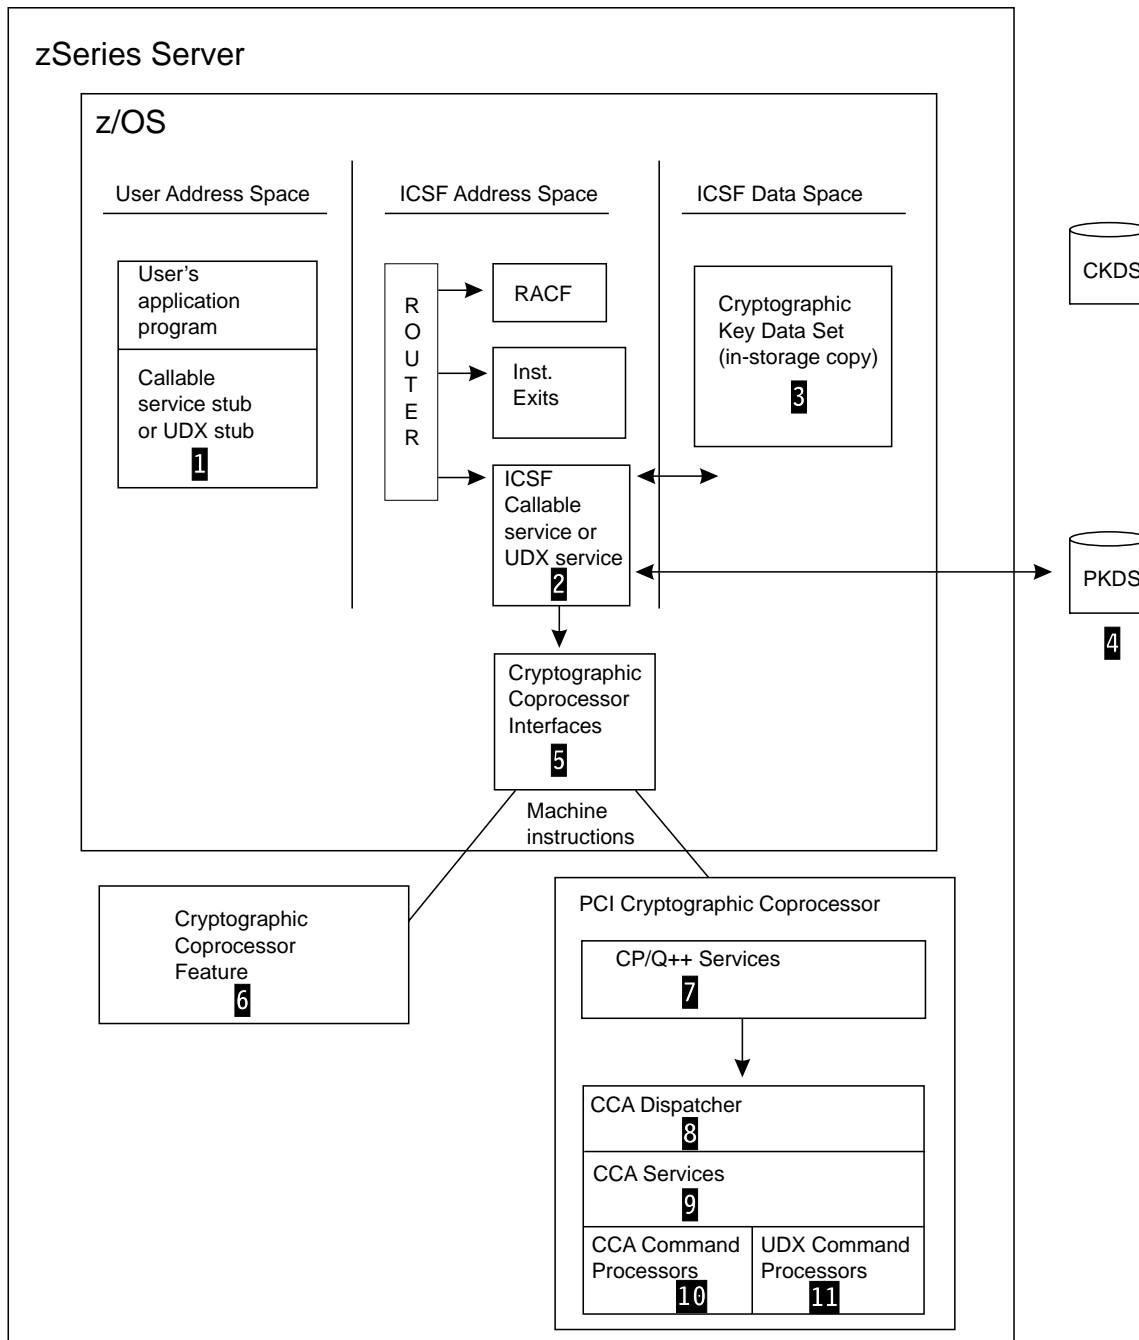 zSeries Server
z/OS
User Address Space
ICSF Address Space
ICSF Data Space
User's
application
program
Callable
service stub
or UDX stub
1
R
O
U
T
E
R
RACF
Inst.
Exits
ICSF
Callable
service or
UDX service
2
Cryptographic
Key Data Set
(in-storage copy)
3
CKDS
PKDS
4
Cryptographic
Coprocessor
Interfaces
5
Machine
instructions
Cryptographic
Coprocessor
Feature
6
PCI Cryptographic Coprocessor
CP/Q++ Services
7
CCA Dispatcher
8
CCA Services
9
CCA Command
Processors
10
UDX Command
Processors
11